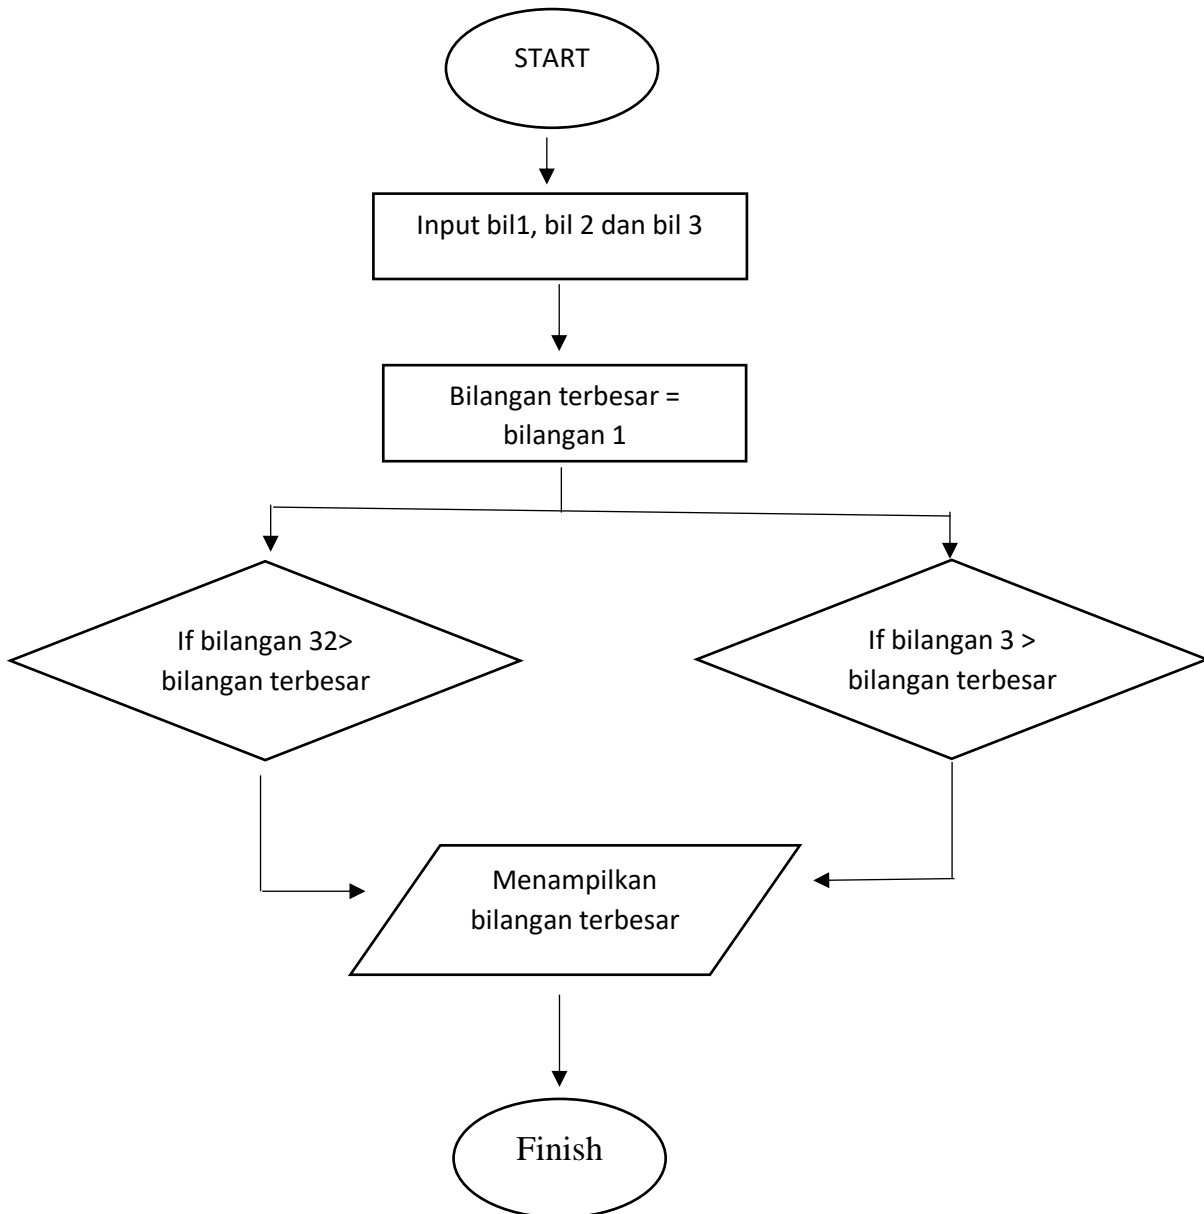 START
Input bil1, bil 2 dan bil 3
Bilangan terbesar =
bilangan 1
If bilangan 32>
bilangan terbesar
If bilangan 3 >
bilangan terbesar
Menampilkan
bilangan terbesar
Finish